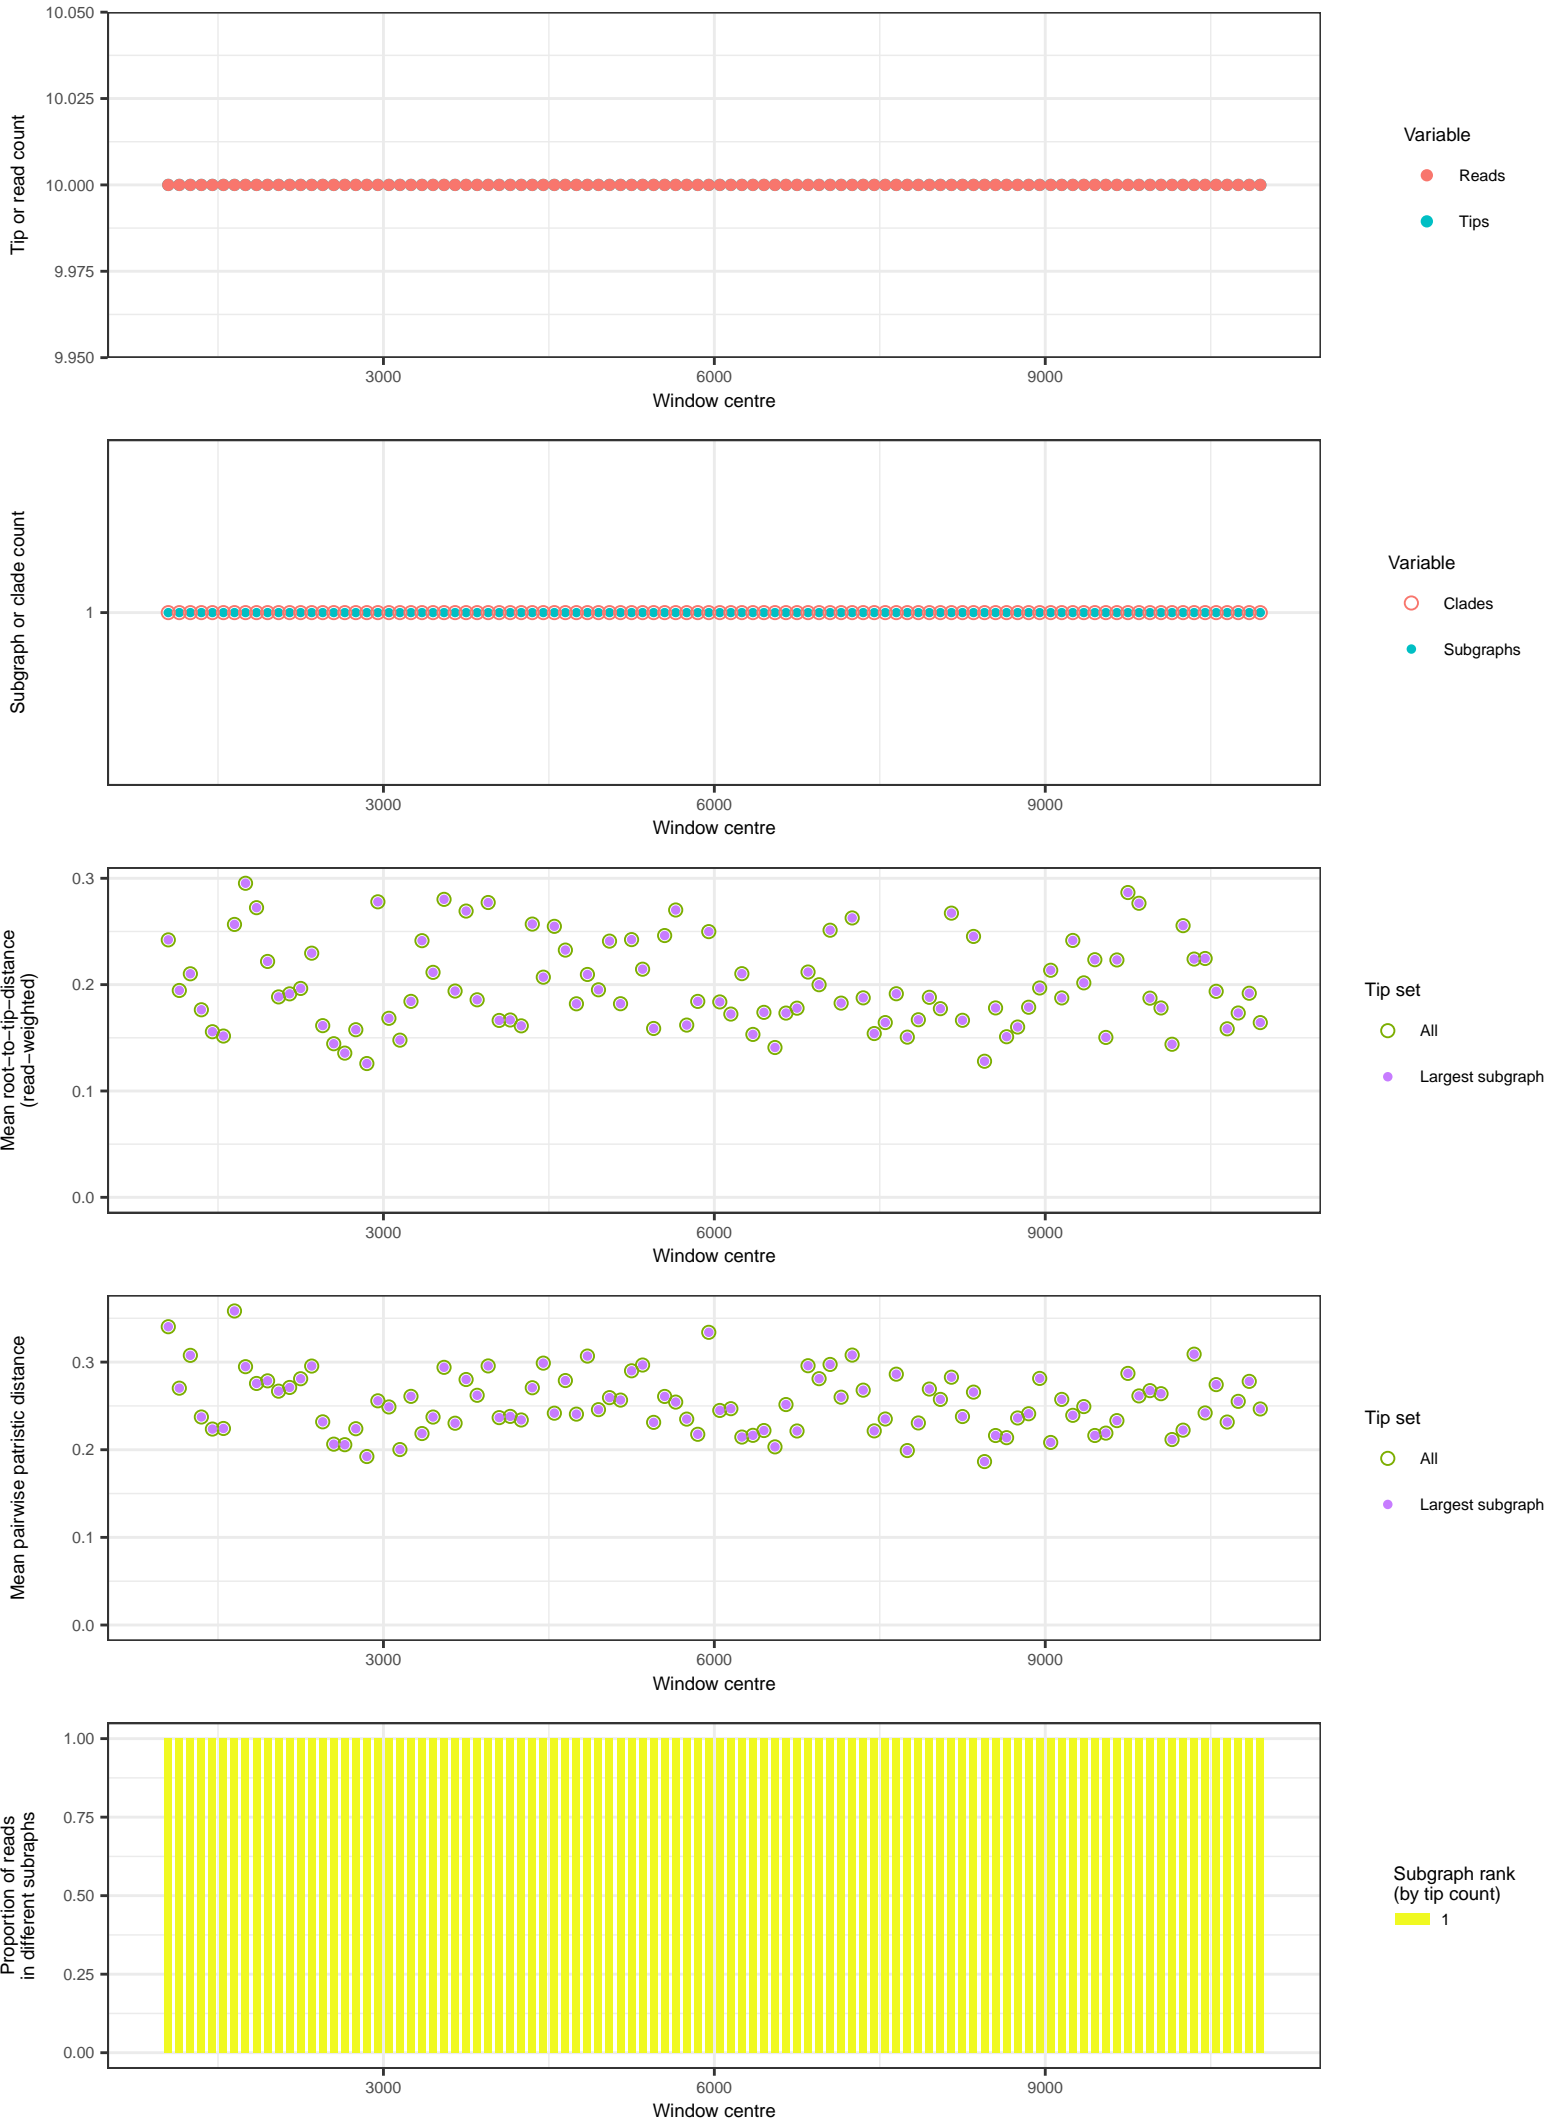 10.050
10.025
10.000
9.975
9.950
Tip or read count
3000
6000
9000
Window centre
Variable
Reads
Tips
1
Subgraph or clade count
3000
6000
9000
Window centre
Variable
Clades
Subgraphs
0.3
0.2
0.1
0.0
Mean root−to−tip−distance
(read−weighted)
3000
6000
9000
Window centre
Tip set
All
Largest subgraph
0.3
0.2
0.1
0.0
Mean pairwise patristic distance
3000
6000
9000
Window centre
Tip set
All
Largest subgraph
1.00
0.75
0.50
0.25
0.00
Proportion of reads
in different subraphs
3000
6000
9000
Window centre
Subgraph rank
(by tip count)
1